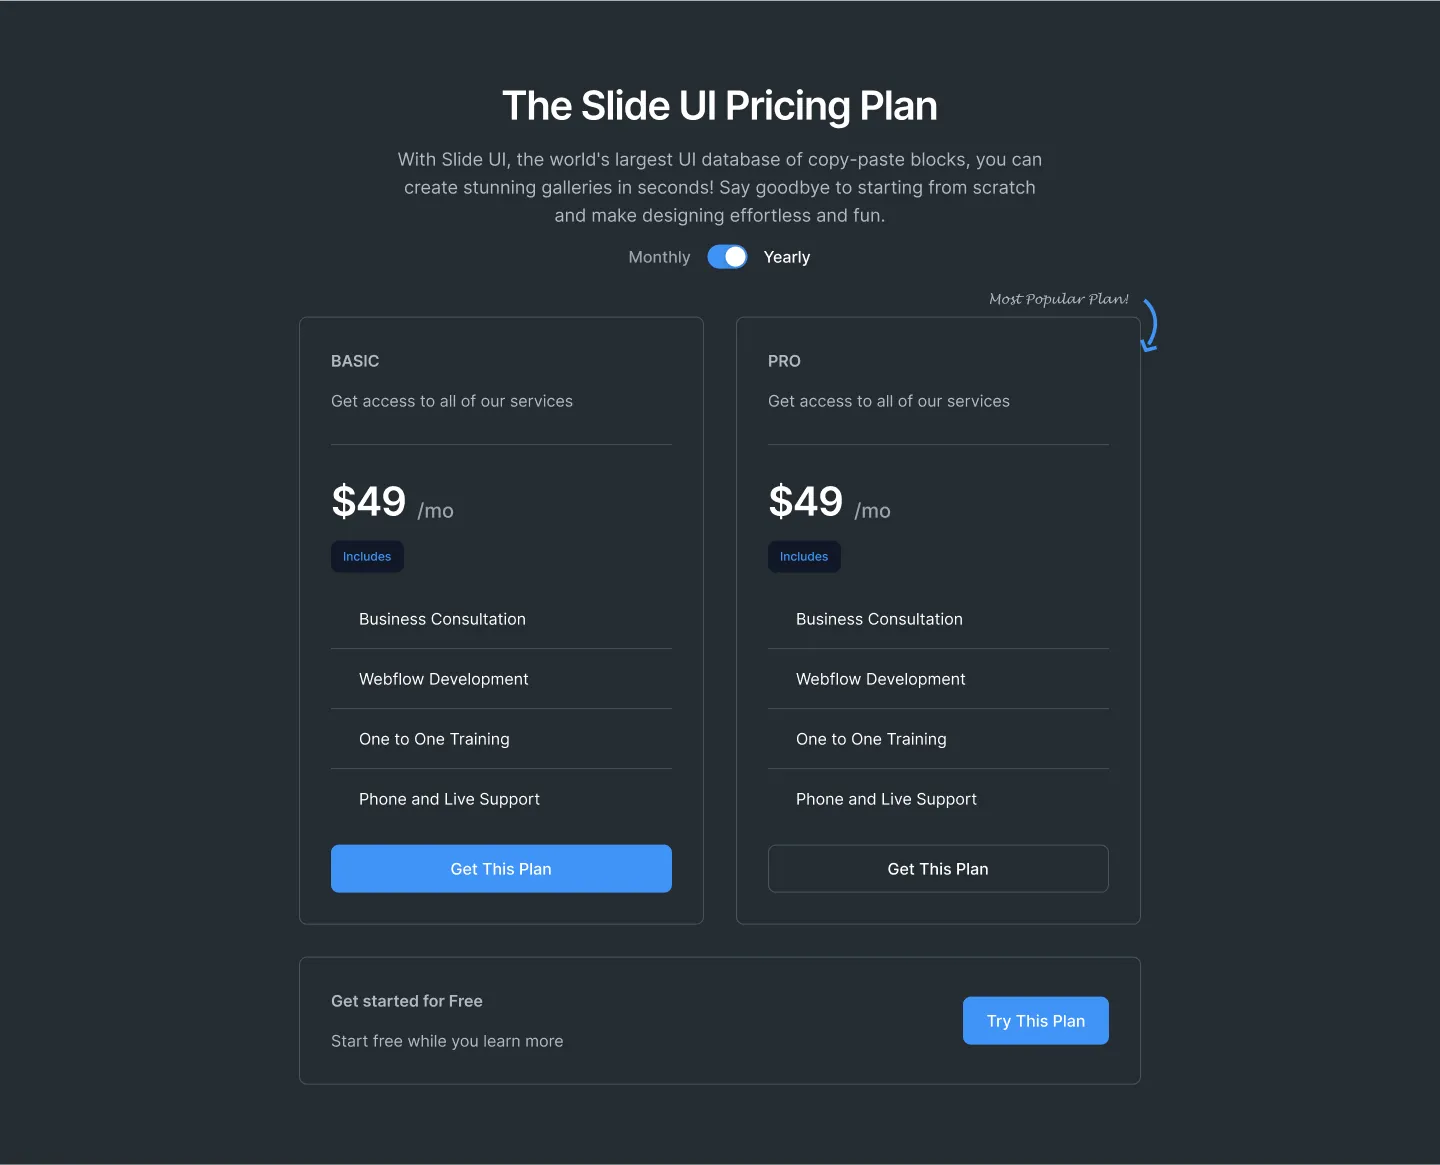 The Slide UI Pricing Plan
With Slide UI, the world's largest UI database of copy-paste blocks, you can
create stunning galleries in seconds! Say goodbye to starting from scratch
and make designing effortless and fun.
Monthly Yearly
Most Popular Plan!
BASIC
Get access to all of our services
$49 /mo
Includes
Business Consultation
Webflow Development
One to One Training
Phone and Live Support
Get This Plan
PRO
Get access to all of our services
$49 /mo
Includes
Business Consultation
Webflow Development
One to One Training
Phone and Live Support
Get This Plan
Get started for Free
Start free while you learn more
Try This Plan